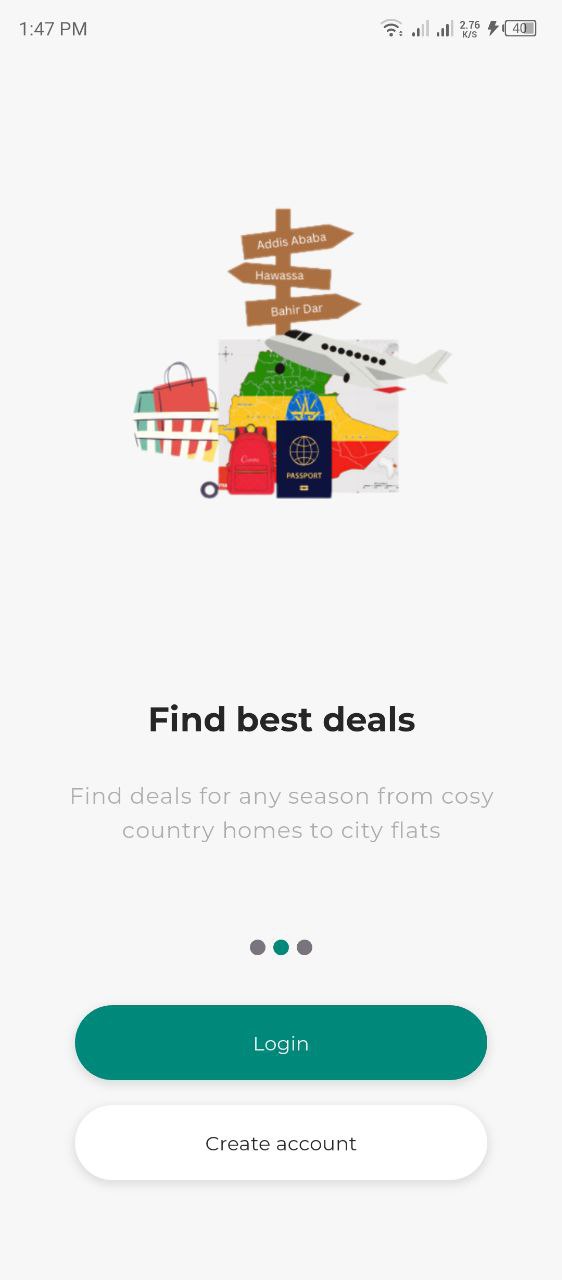 1:47 PM
2.76
K/S
40
Addis Ababa
Hawassa
Bahir Dar
Canva
PASSPORT
Find best deals
Find deals for any season from cosy
country homes to city flats
Login
Create account